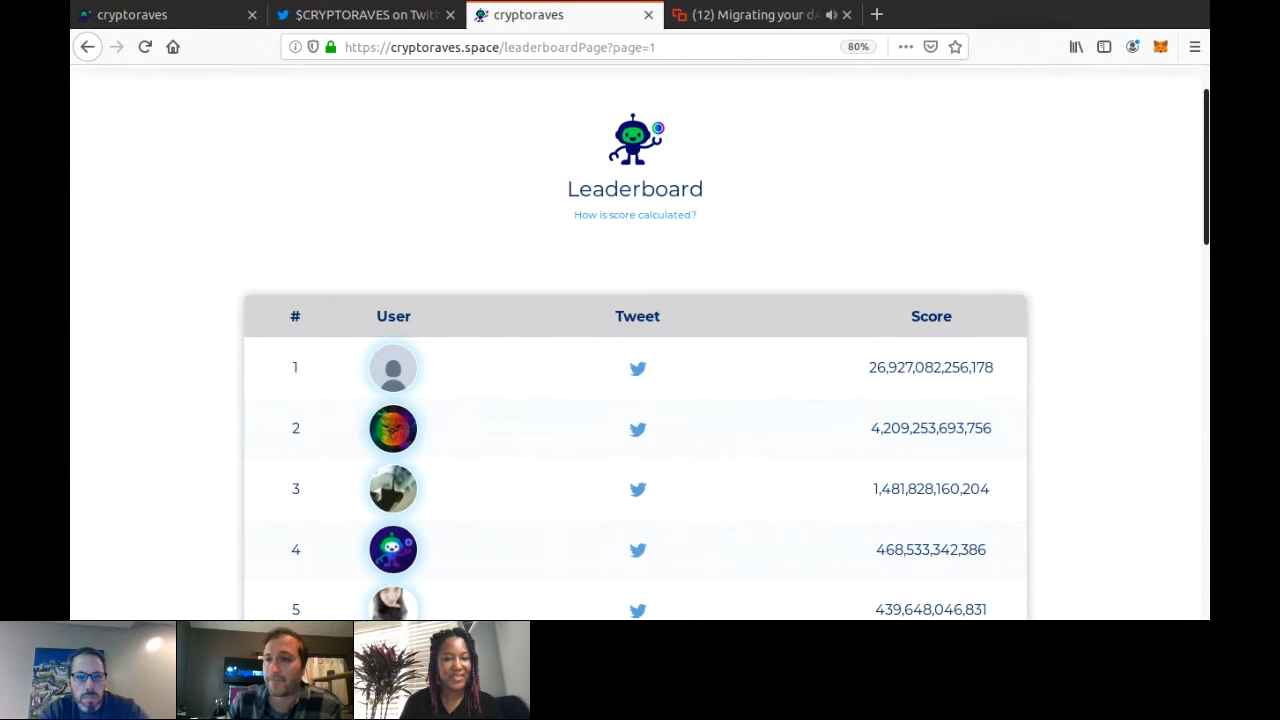 cryptoraves
$CRYPTORAVES on Twitt
cryptoraves
(12) Migrating your dA
https://cryptoraves.space/leaderboardPage?page=1
80%
Leaderboard
How is score calculated?
# User Tweet Score
1 26,927,082,256,178
2 4,209,253,693,756
3 1,481,828,160,204
4 468,533,342,386
5 439,648,046,831